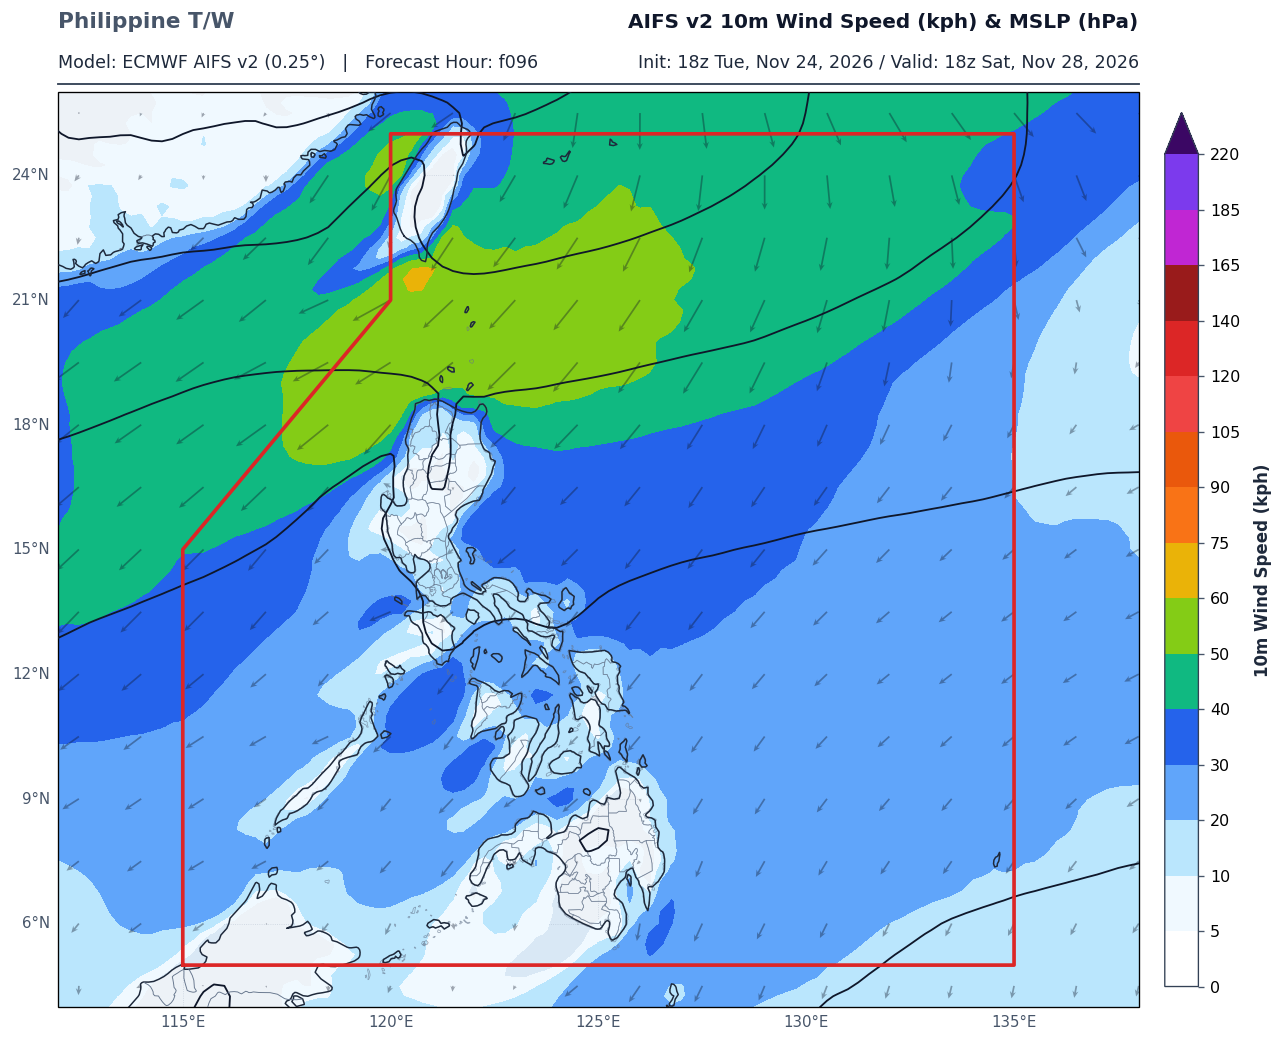 Philippine T/W
AIFS v2 10m Wind Speed (kph) & MSLP (hPa)
Model: ECMWF AIFS v2 (0.25°) | Forecast Hour: f096
Init: 18z Tue, Nov 24, 2026 / Valid: 18z Sat, Nov 28, 2026
24°N
21°N
18°N
15°N
12°N
9°N
6°N
115°E
120°E
125°E
130°E
135°E
220
185
165
140
120
105
90
75
60
50
40
30
20
10
5
0
10m Wind Speed (kph)